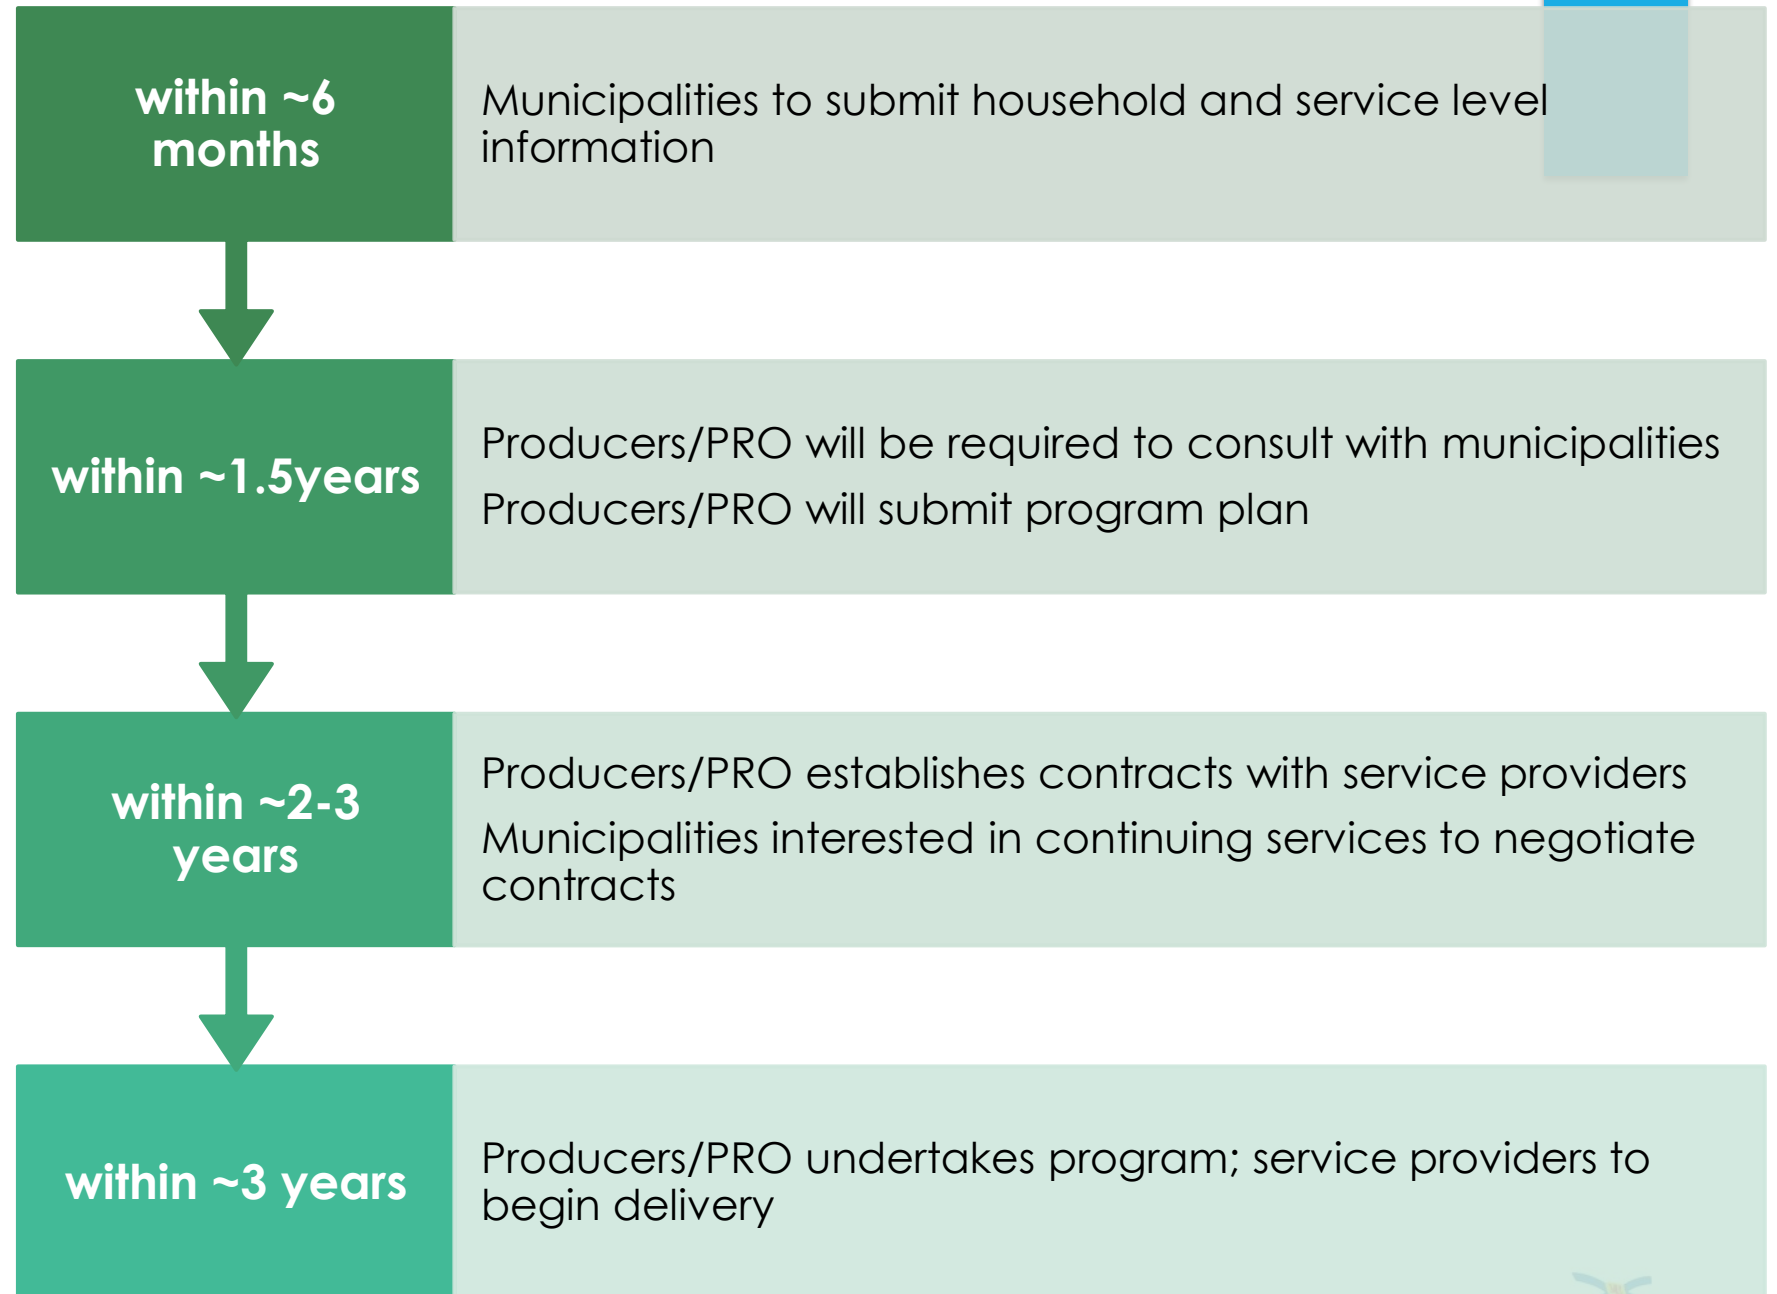 within ~6
months
Municipalities to submit household and service level
information
within ~1.5years
Producers/PRO will be required to consult with municipalities
Producers/PRO will submit program plan
within ~2-3
years
Producers/PRO establishes contracts with service providers
Municipalities interested in continuing services to negotiate
contracts
within ~3 years
Producers/PRO undertakes program; service providers to
begin delivery